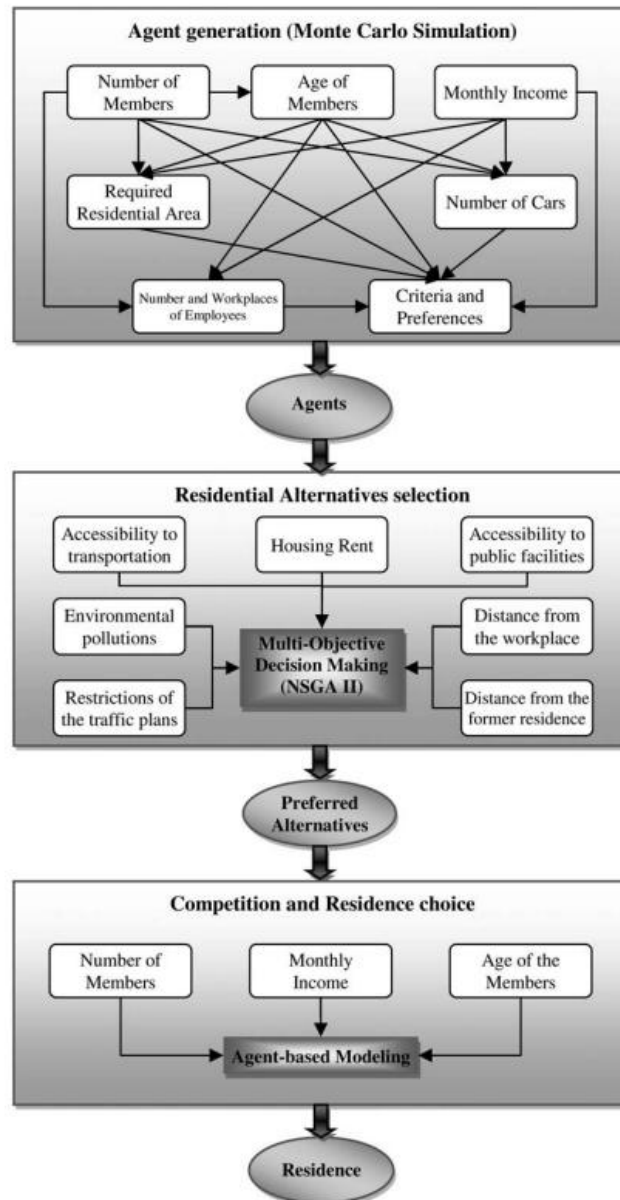 Agent generation (Monte Carlo Simulation)
Number of
Members
Age of
Members
Monthly Income
Required
Residential Area
Number of Cars
Number and Workplaces
of Employees
Criteria and
Preferences
Agents
Residential Alternatives selection
Accessibility to
transportation
Housing Rent
Accessibility to
public facilities
Environmental
pollutions
Multi-Objective
Decision Making
(NSGA II)
Distance from
the workplace
Restrictions of
the traffic plans
Distance from the
former residence
Preferred
Alternatives
Competition and Residence choice
Number of
Members
Monthly
Income
Age of the
Members
Agent-based Modeling
Residence